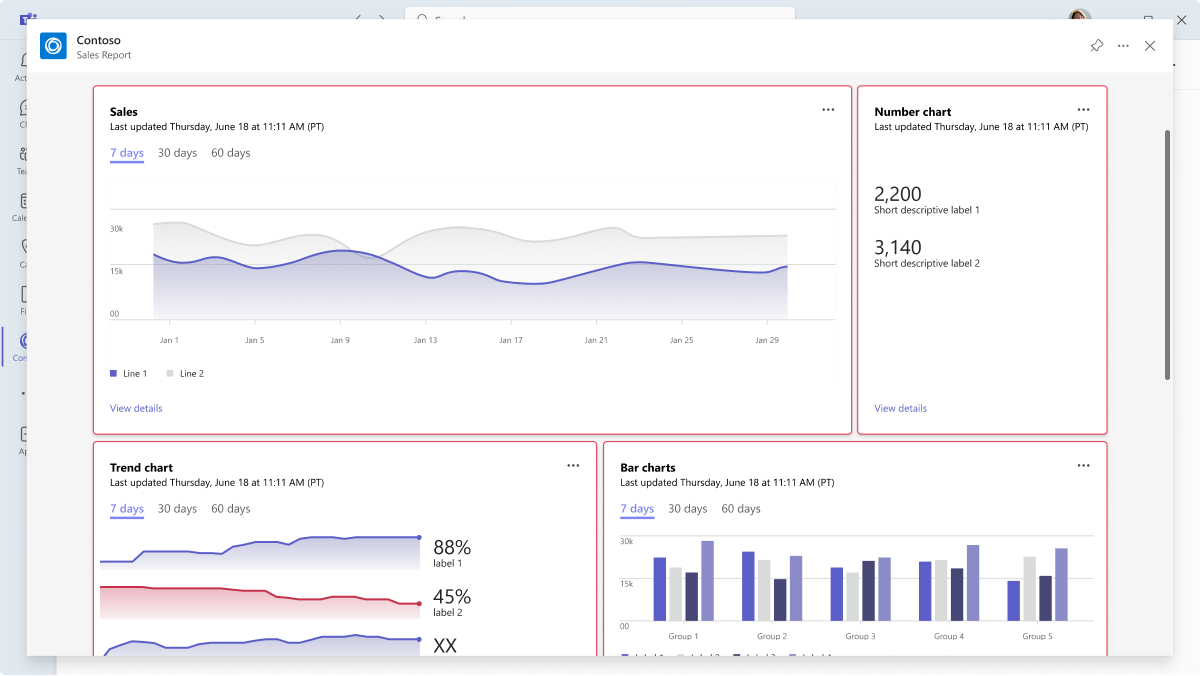 Contoso
Sales Report
Sales
Last updated Thursday, June 18 at 11:11 AM (PT)
7 days 30 days 60 days
30k
15k
00
Jan 1 Jan 5 Jan 9 Jan 13 Jan 17 Jan 21 Jan 25 Jan 29
Line 1 Line 2
View details
Number chart
Last updated Thursday, June 18 at 11:11 AM (PT)
2,200
Short descriptive label 1
3,140
Short descriptive label 2
View details
Trend chart
Last updated Thursday, June 18 at 11:11 AM (PT)
7 days 30 days 60 days
88%
label 1
45%
label 2
XX
Bar charts
Last updated Thursday, June 18 at 11:11 AM (PT)
7 days 30 days 60 days
30k
15k
00
Group 1 Group 2 Group 3 Group 4 Group 5